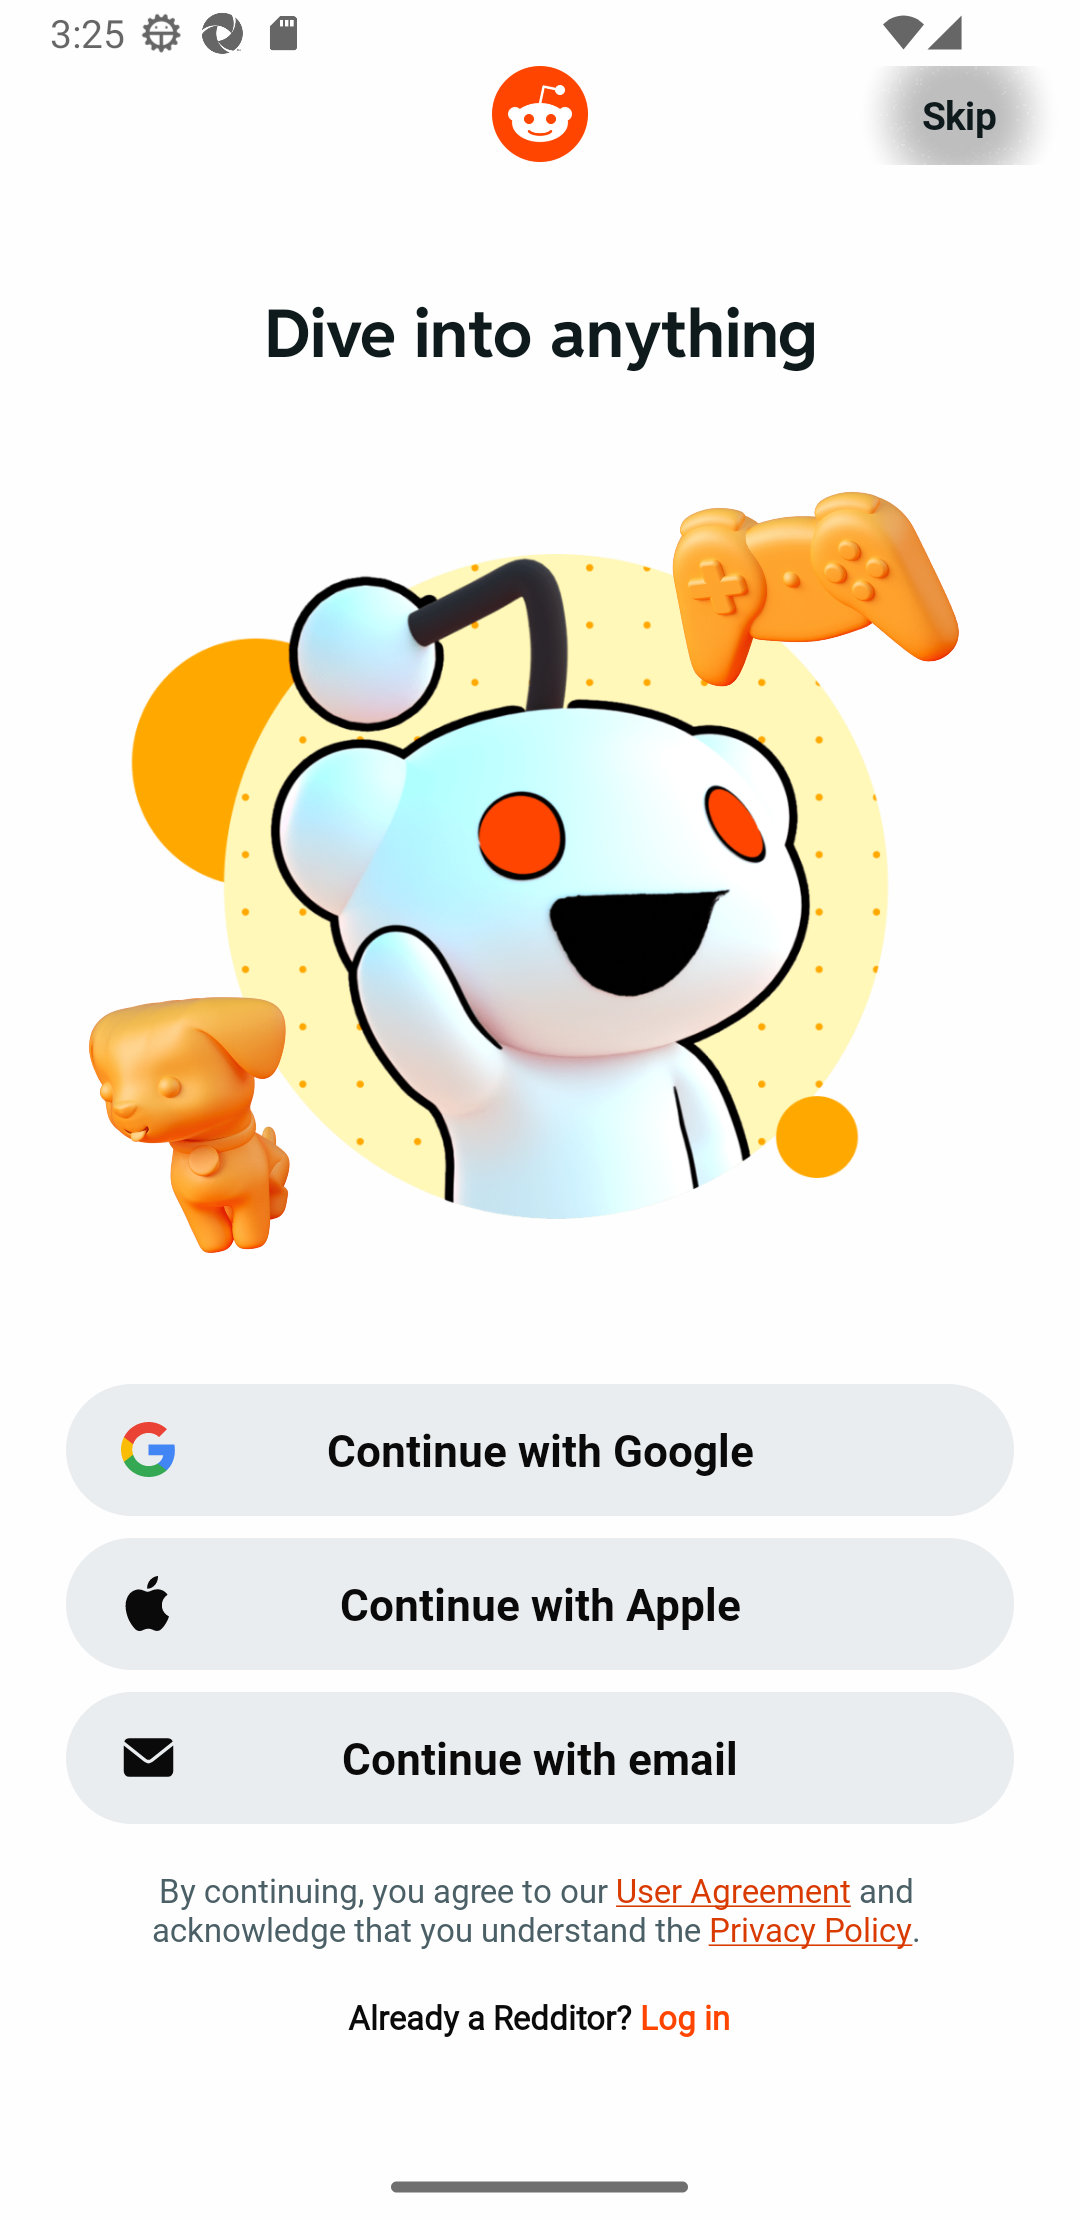 3:25
Skip
Dive into anything
Continue with Google
Continue with Apple
Continue with email
By continuing, you agree to our User Agreement and
acknowledge that you understand the Privacy Policy.
Already a Redditor? Log in